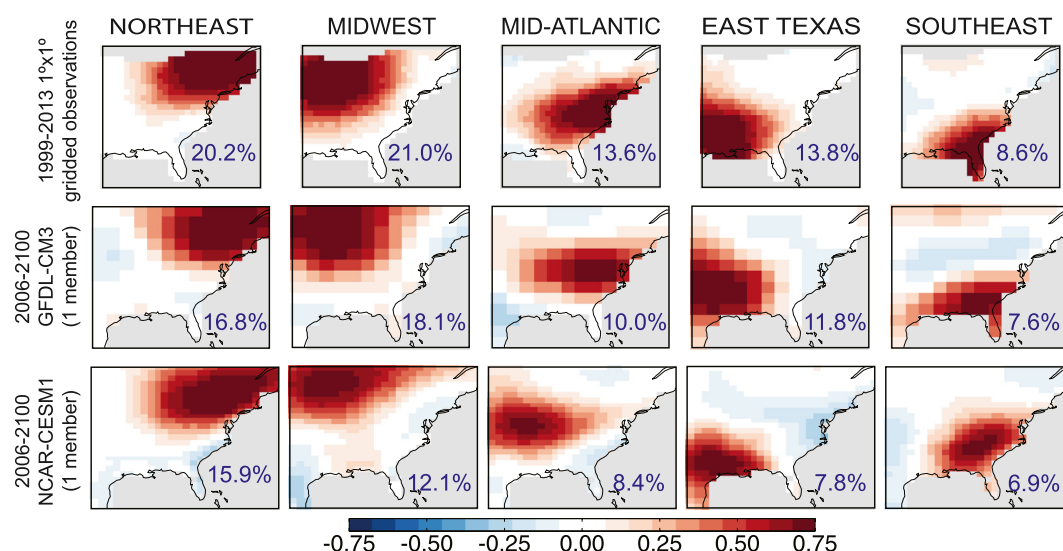 NORTHEAST MIDWEST MID-ATLANTIC EAST TEXAS SOUTHEAST
1999-2013 1ºx1º
gridded observations
20.2% 21.0% 13.6% 13.8% 8.6%
2006-2100
GFDL-CM3
(1 member)
16.8% 18.1% 10.0% 11.8% 7.6%
2006-2100
NCAR-CESM1
(1 member)
15.9% 12.1% 8.4% 7.8% 6.9%
-0.75 -0.50 -0.25 0.00 0.25 0.50 0.75